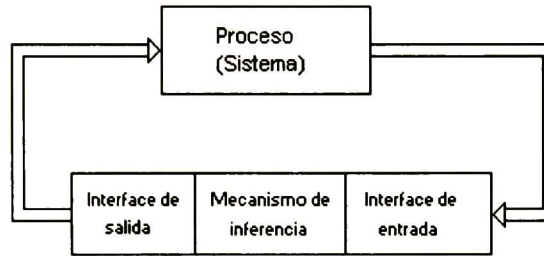 Proceso
(Sistema)
Interface de
salida
Mecanismo de
inferencia
Interface de
entrada